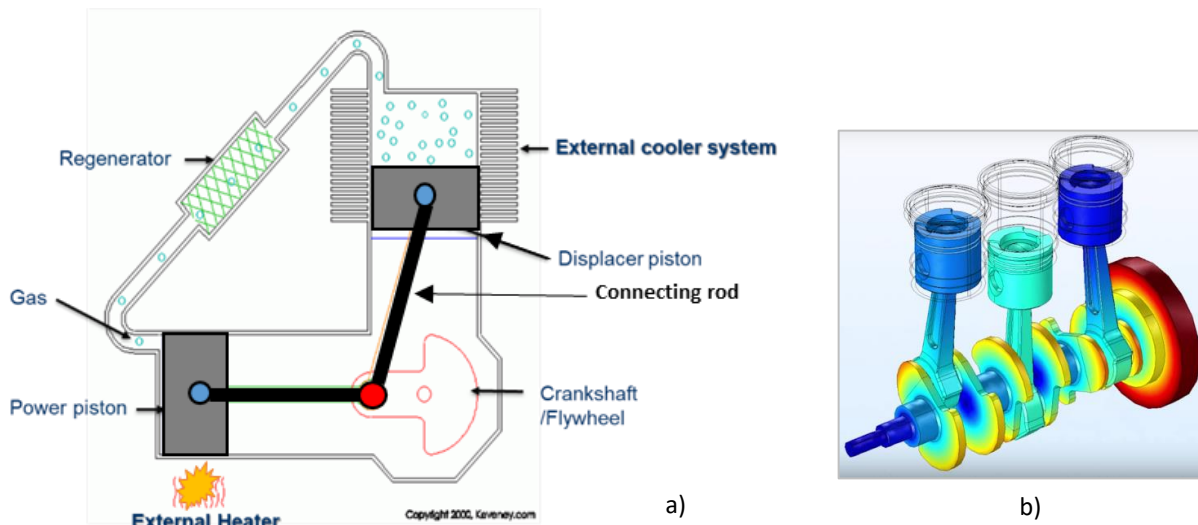 Regenerator
External cooler system
Displacer piston
Gas
Connecting rod
Power piston
Crankshaft
/Flywheel
External Heater
Copyright 2000, Keveney.com
a)
b)